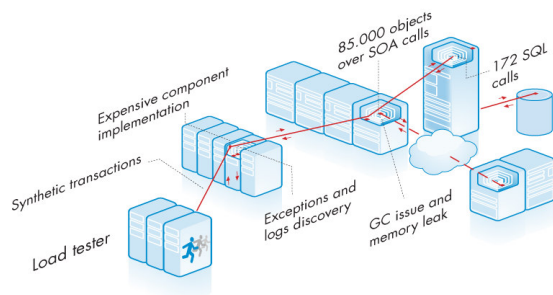 85.000 objects
over SOA calls
172 SQL
calls
Expensive component
implementation
Synthetic transactions
Exceptions and
logs discovery
GC issue and
memory leak
Load tester